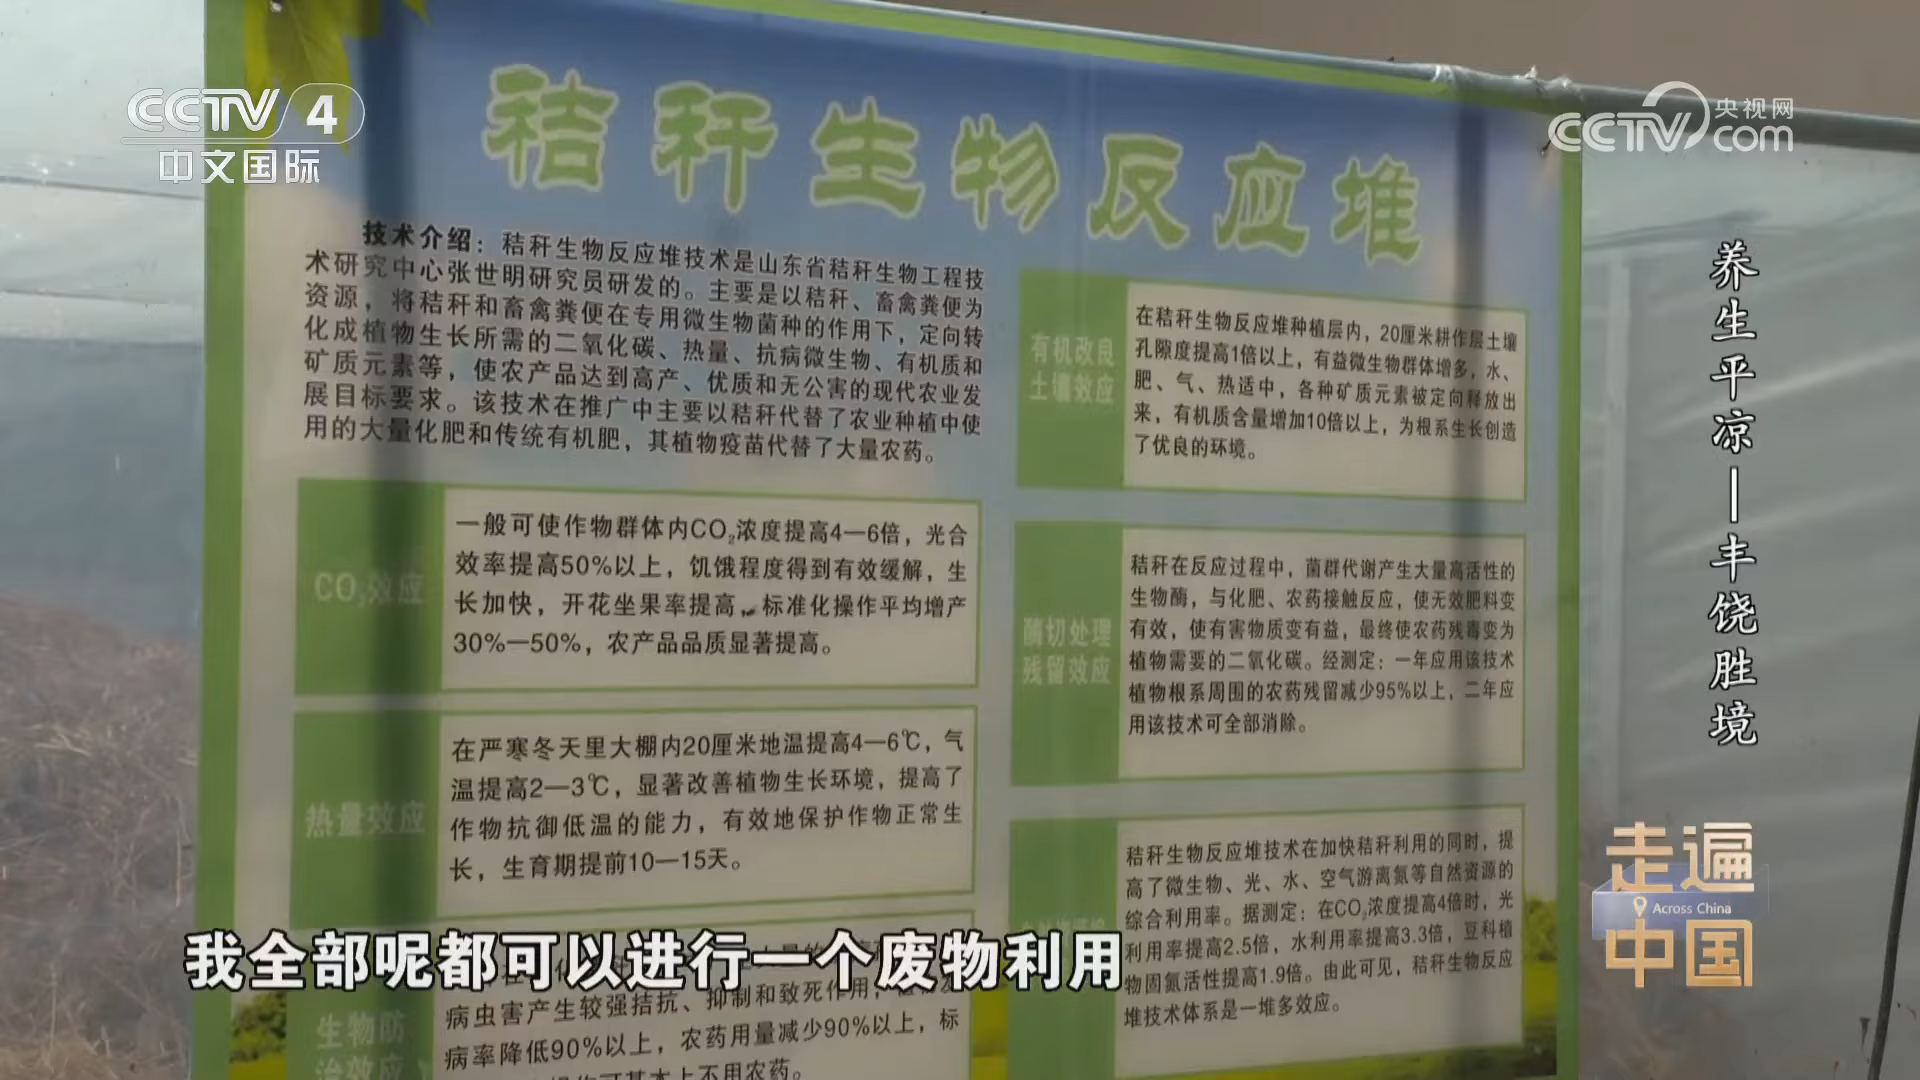 CCTV 4
中文国际
央视网
CCTV.com
秸秆生物反应堆
技术介绍：秸秆生物反应堆技术是山东省秸秆生物工程技
术研究中心张世明研究员研发的。主要是以秸秆、畜禽粪便为
资源，将秸秆和畜禽粪便在专用微生物菌种的作用下，定向转
化成植物生长所需的二氧化碳、热量、抗病微生物、有机质和
矿质元素等，使农产品达到高产、优质和无公害的现代农业发
展目标要求。该技术在推广中主要以秸秆代替了农业种植中使
用的大量化肥和传统有机肥，其植物疫苗代替了大量农药。
CO₂效应
一般可使作物群体内CO₂浓度提高4—6倍，光合
效率提高50%以上，饥饿程度得到有效缓解，生
长加快，开花坐果率提高，标准化操作平均增产
30%—50%，农产品品质显著提高。
热量效应
在严寒冬天里大棚内20厘米地温提高4—6℃，气
温提高2—3℃，显著改善植物生长环境，提高了
作物抗御低温的能力，有效地保护作物正常生
长，生育期提前10—15天。
生物防
治效应
病虫害产生较强拮抗、抑制和致死作用，
病率降低90%以上，农药用量减少90%以上，标
可基本上不用农药。
有机改良
土壤效应
在秸秆生物反应堆种植层内，20厘米耕作层土壤
孔隙度提高1倍以上，有益微生物群体增多，水、
肥、气、热适中，各种矿质元素被定向释放出
来，有机质含量增加10倍以上，为根系生长创造
了优良的环境。
酶切处理
残留效应
秸秆在反应过程中，菌群代谢产生大量高活性的
生物酶，与化肥、农药接触反应，使无效肥料变
有效，使有害物质变有益，最终使农药残毒变为
植物需要的二氧化碳。经测定：一年应用该技术
植物根系周围的农药残留减少95%以上，二年应
用该技术可全部消除。
秸秆生物反应堆技术在加快秸秆利用的同时，提
高了微生物、光、水、空气游离氮等自然资源的
综合利用率。据测定：在CO₂浓度提高4倍时，光
利用率提高2.5倍，水利用率提高3.3倍，豆科植
物固氮活性提高1.9倍。由此可见，秸秆生物反应
堆技术体系是一堆多效应。
养生平凉—丰饶胜境
走遍
Across China
中国
我全部呢都可以进行一个废物利用